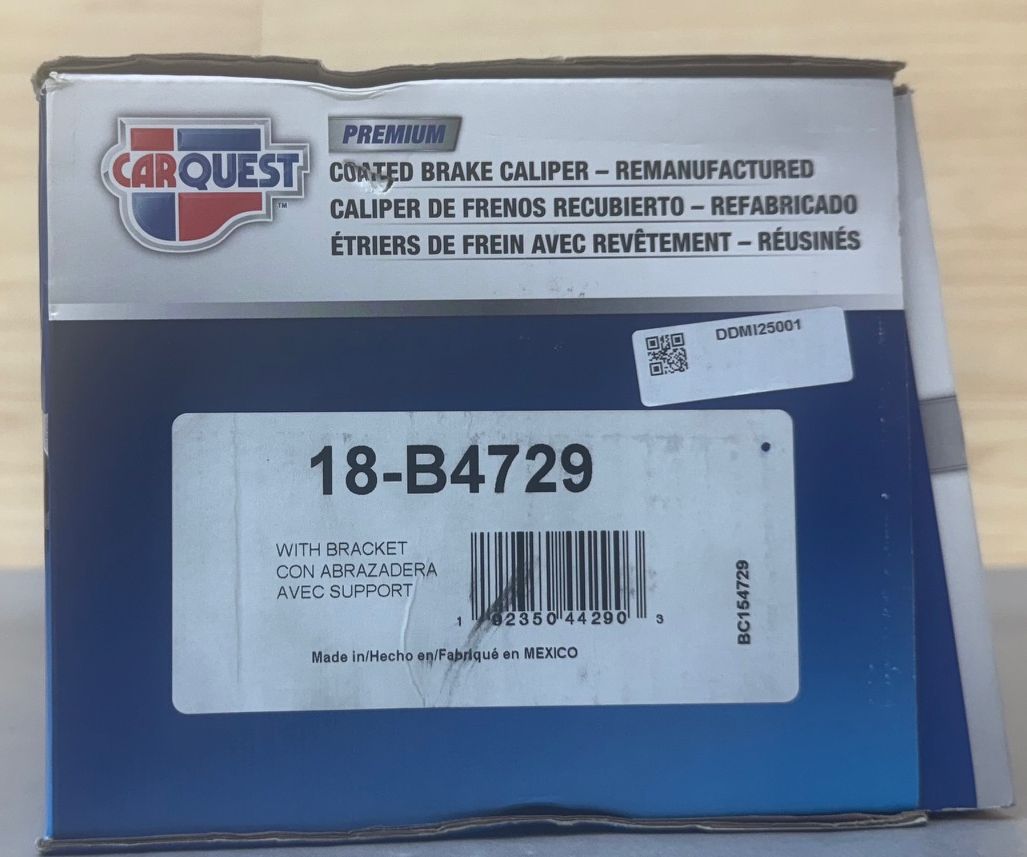 CARQUEST
TM
PREMIUM
COATED BRAKE CALIPER – REMANUFACTURED
CALIPER DE FRENOS RECUBIERTO – REFABRICADO
ÉTRIERS DE FREIN AVEC REVÊTEMENT – RÉUSINÉS
DDMI25001
18-B4729
WITH BRACKET
CON ABRAZADERA
AVEC SUPPORT
1 92350 44290 3
BC154729
Made in/Hecho en/Fabriqué en MEXICO